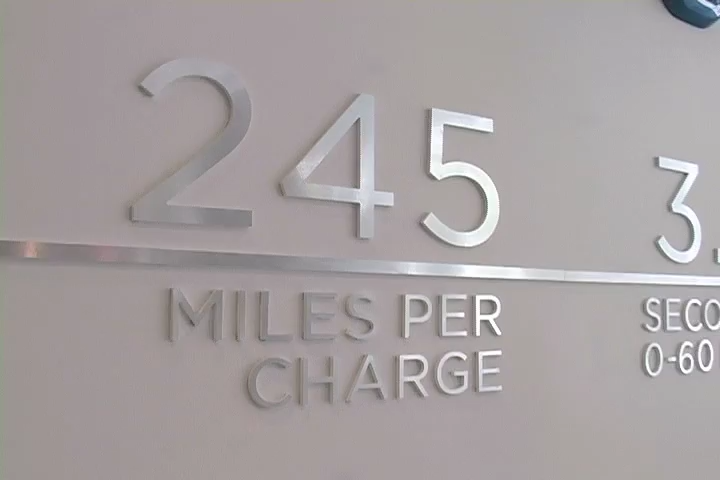 245
MILES PER
CHARGE
3.
SECO
0-60